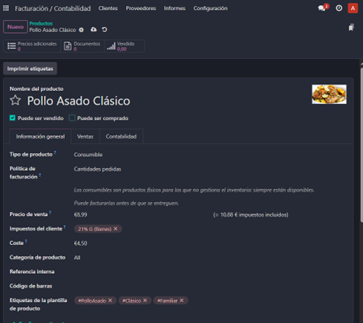 Facturación / Contabilidad Clientes Proveedores Informes Configuración
A
Nuevo Productos
Pollo Asado Clásico
Precios adicionales Documentos Vendido
0 0 0,00
Imprimir etiquetas
Nombre del producto
Pollo Asado Clásico
Puede ser vendido Puede ser comprado
Información general Ventas Contabilidad
Tipo de producto ? Consumible
Política de facturación ? Cantidades pedidas
Los consumibles son productos físicos para los que no gestiona el inventario: siempre están disponibles.
Puede facturarlas antes de que se entreguen.
Precio de venta ? €8,99 (= 10,88 € impuestos incluidos)
Impuestos del cliente ? 21% G (Bienes) ×
Coste ? €4,50
Categoría de producto All
Referencia interna
Código de barras
Etiquetas de la plantilla de producto ? #PolloAsado × #Clásico × #Familiar ×